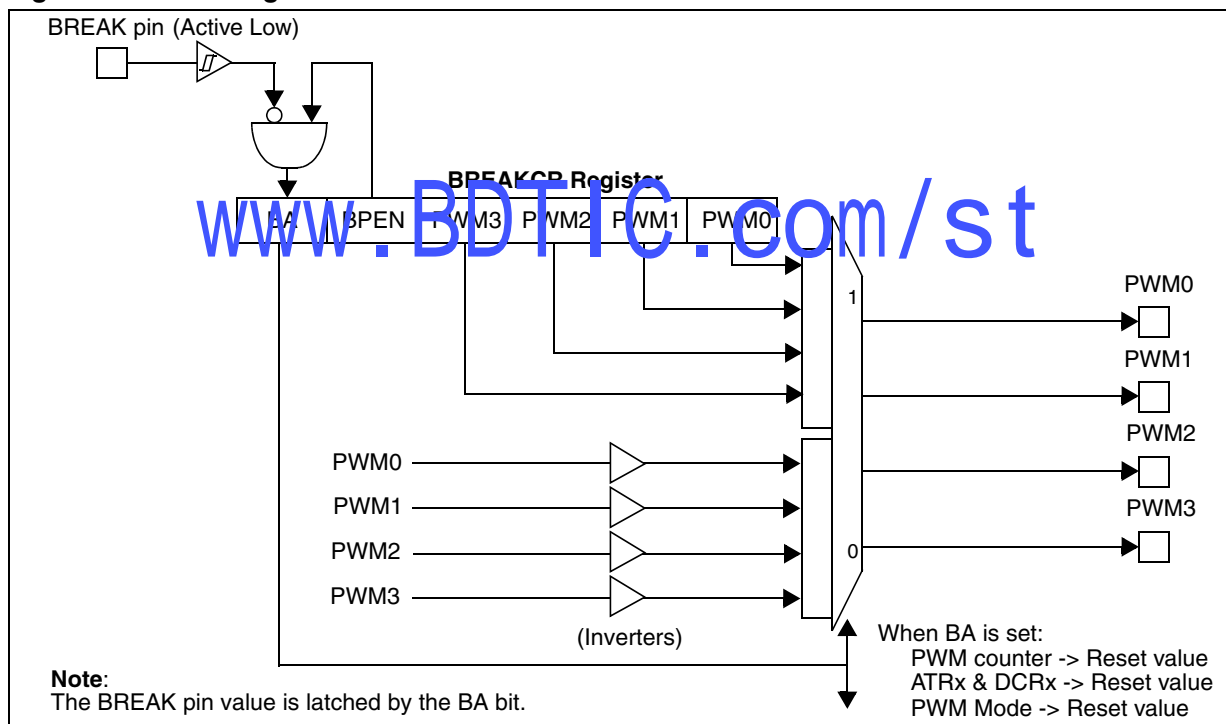 BREAK pin (Active Low)
BREAKCR Register
BA BPEN PWM3 PWM2 PWM1 PWM0
www.BDTIC.com/st
1
PWM0
PWM1
PWM2
PWM3
PWM0
PWM1
PWM2
PWM3
0
(Inverters)
When BA is set:
PWM counter -> Reset value
ATRx & DCRx -> Reset value
PWM Mode -> Reset value
Note:
The BREAK pin value is latched by the BA bit.